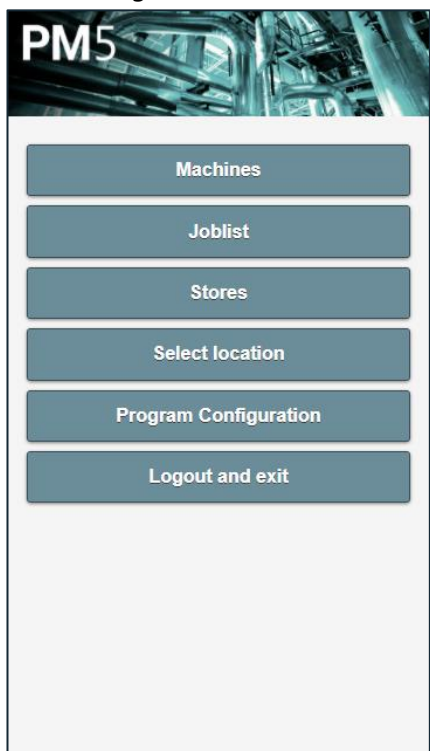 PM5
Machines
Joblist
Stores
Select location
Program Configuration
Logout and exit